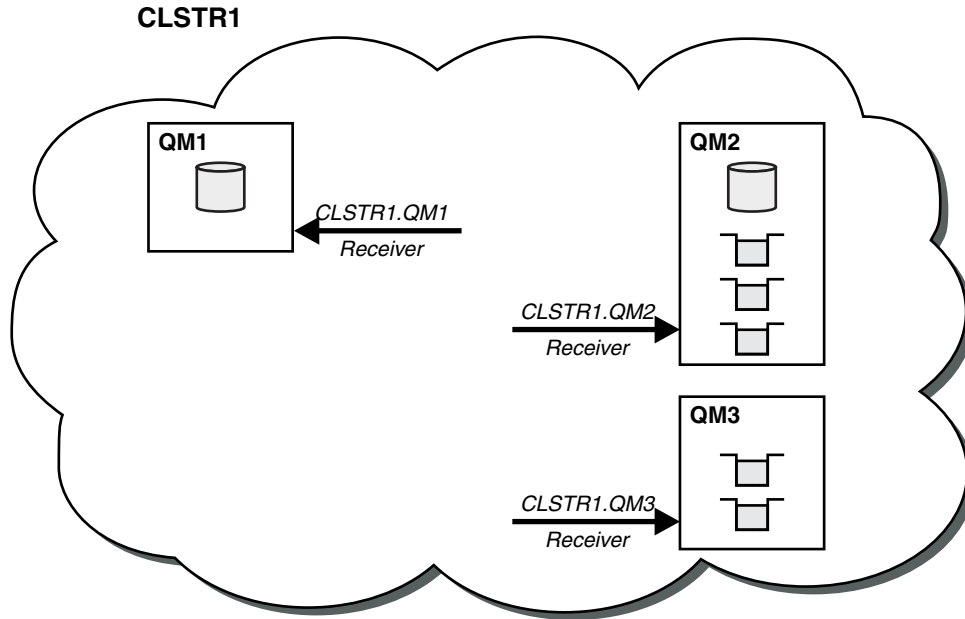 CLSTR1
QM1
CLSTR1.QM1
Receiver
QM2
CLSTR1.QM2
Receiver
QM3
CLSTR1.QM3
Receiver